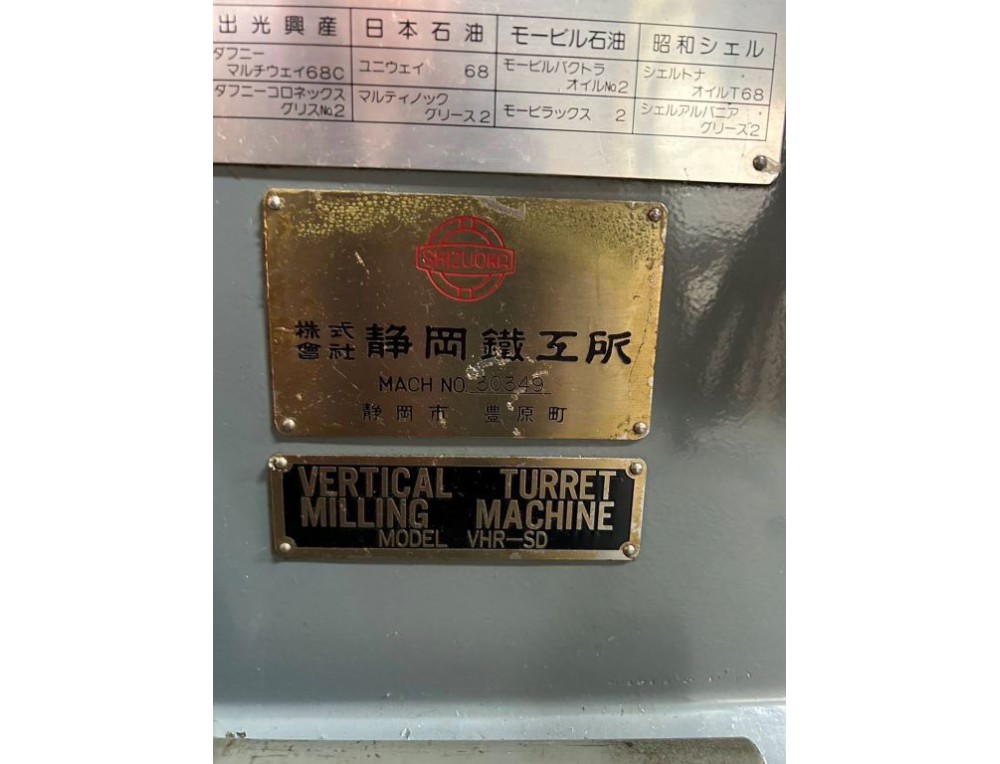 出光興産 日本石油 モービル石油 昭和シェル
ダフニー
マルチウェイ68C ユニウェイ 68 モービルバクトラ
オイルNo.2 シェルトナ
オイルT68
ダフニーコロネックス
グリスNo.2 マルティノック
グリース2 モービラックス 2 シェルアルバニア
グリース2
SHIZUOKA
株式
會社 静岡鐵工所
MACH NO. 30349
静岡市 豊原町
VERTICAL TURRET
MILLING MACHINE
MODEL VHR-SD